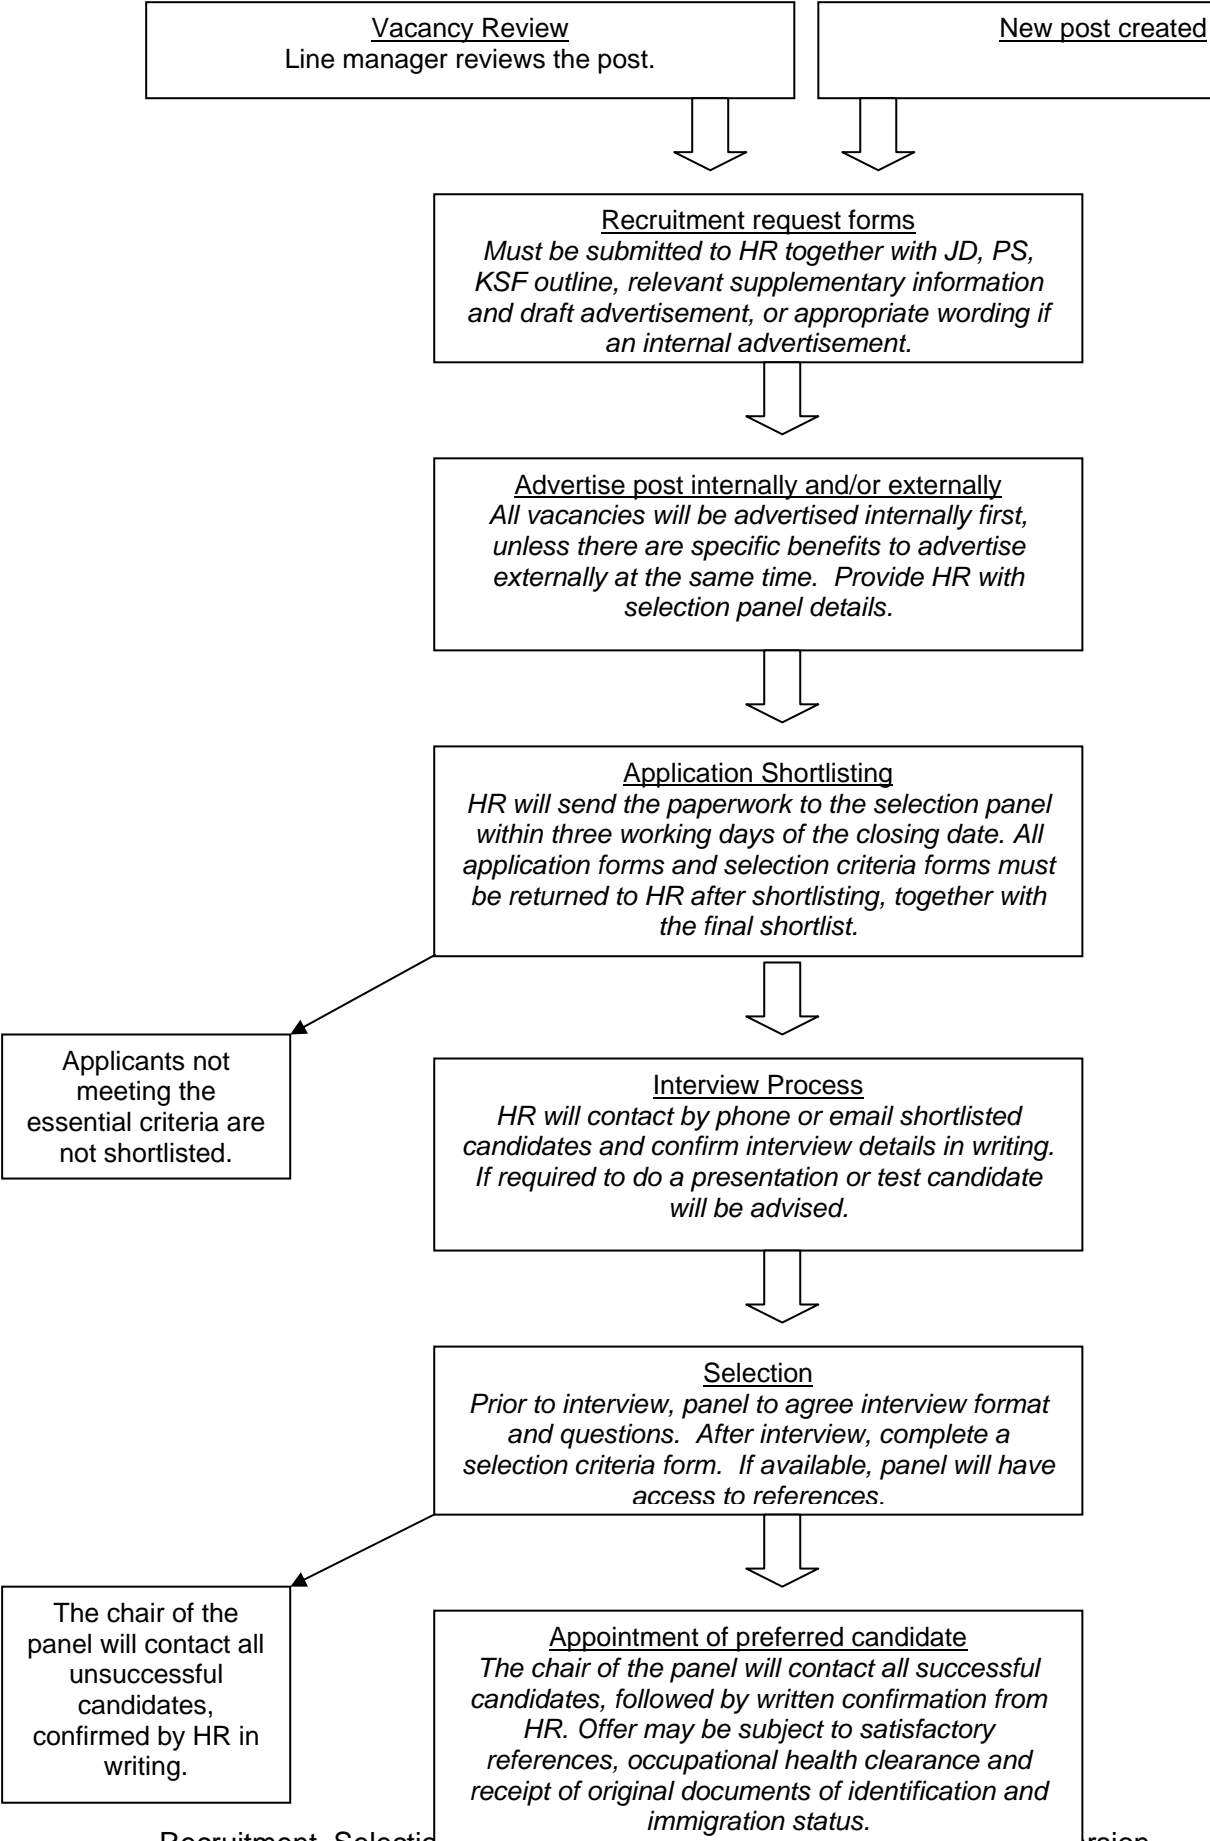 Vacancy Review
Line manager reviews the post.
New post created
Recruitment request forms
Must be submitted to HR together with JD, PS,
KSF outline, relevant supplementary information
and draft advertisement, or appropriate wording if
an internal advertisement.
Advertise post internally and/or externally
All vacancies will be advertised internally first,
unless there are specific benefits to advertise
externally at the same time.  Provide HR with
selection panel details.
Application Shortlisting
HR will send the paperwork to the selection panel
within three working days of the closing date. All
application forms and selection criteria forms must
be returned to HR after shortlisting, together with
the final shortlist.
Applicants not
meeting the
essential criteria are
not shortlisted.
Interview Process
HR will contact by phone or email shortlisted
candidates and confirm interview details in writing.
If required to do a presentation or test candidate
will be advised.
Selection
Prior to interview, panel to agree interview format
and questions.  After interview, complete a
selection criteria form.  If available, panel will have
access to references.
The chair of the
panel will contact all
unsuccessful
candidates,
confirmed by HR in
writing.
Appointment of preferred candidate
The chair of the panel will contact all successful
candidates, followed by written confirmation from
HR. Offer may be subject to satisfactory
references, occupational health clearance and
receipt of original documents of identification and
immigration status.
Recruitment